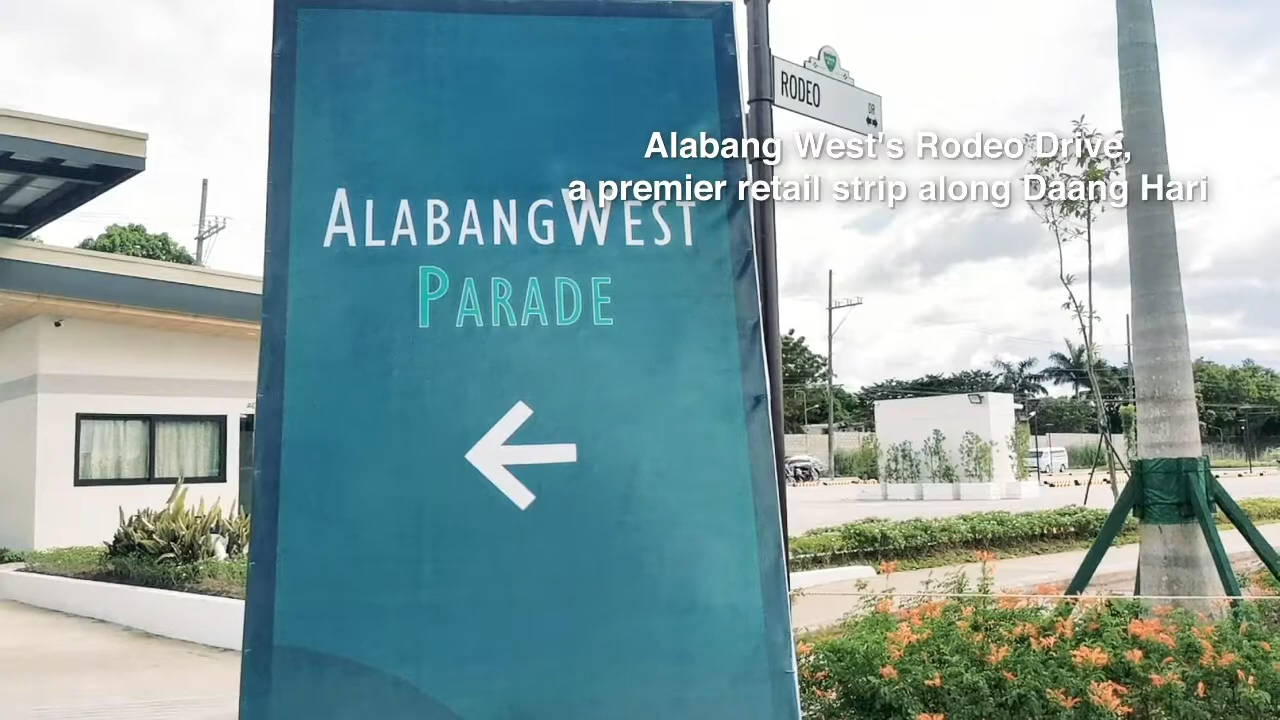 RODEO
DR
Alabang West's Rodeo Drive,
a premier retail strip along Daang Hari
ALABANGWEST
PARADE